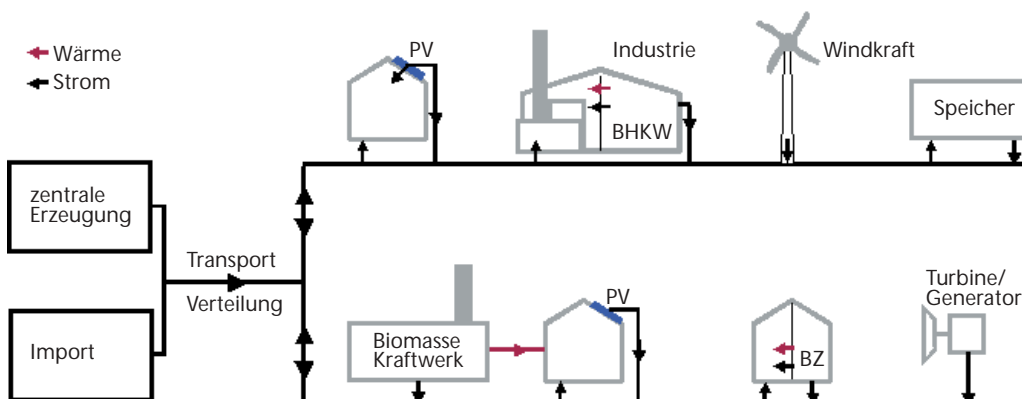 Wärme
Strom
PV
Industrie
Windkraft
Speicher
BHKW
zentrale
Erzeugung
Transport
Verteilung
Import
Biomasse
Kraftwerk
PV
BZ
Turbine/
Generator